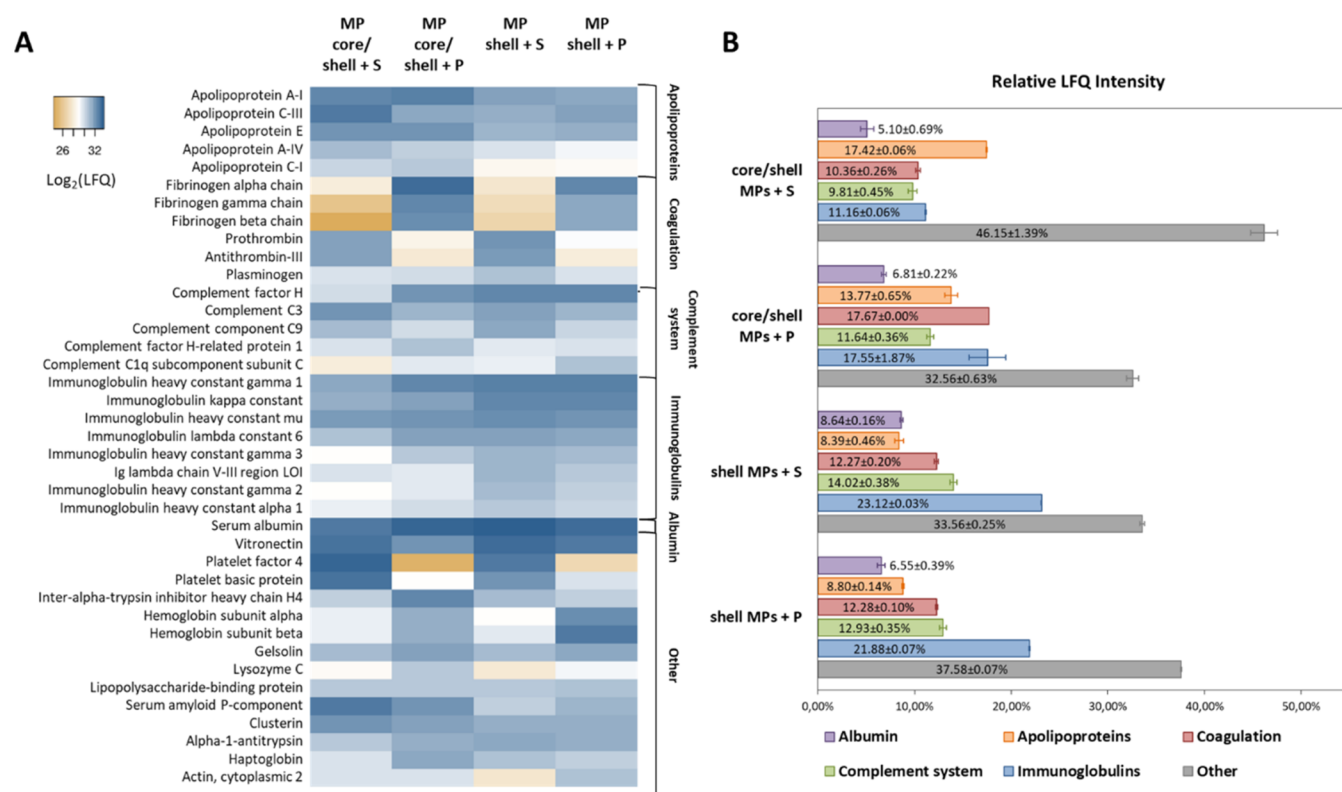 A
MP
core/
shell + S
MP
core/
shell + P
MP
shell + S
MP
shell + P
26 32
Log2(LFQ)
Apolipoprotein A-I
Apolipoprotein C-III
Apolipoprotein E
Apolipoprotein A-IV
Apolipoprotein C-I
Fibrinogen alpha chain
Fibrinogen gamma chain
Fibrinogen beta chain
Prothrombin
Antithrombin-III
Plasminogen
Complement factor H
Complement C3
Complement component C9
Complement factor H-related protein 1
Complement C1q subcomponent subunit C
Immunoglobulin heavy constant gamma 1
Immunoglobulin kappa constant
Immunoglobulin heavy constant mu
Immunoglobulin lambda constant 6
Immunoglobulin heavy constant gamma 3
Ig lambda chain V-III region LOI
Immunoglobulin heavy constant gamma 2
Immunoglobulin heavy constant alpha 1
Serum albumin
Vitronectin
Platelet factor 4
Platelet basic protein
Inter-alpha-trypsin inhibitor heavy chain H4
Hemoglobin subunit alpha
Hemoglobin subunit beta
Gelsolin
Lysozyme C
Lipopolysaccharide-binding protein
Serum amyloid P-component
Clusterin
Alpha-1-antitrypsin
Haptoglobin
Actin, cytoplasmic 2
Apolipoproteins
Coagulation
Complement
system
Immunoglobulins
Albumin
Other
B
Relative LFQ Intensity
core/shell
MPs + S
5.10±0.69%
17.42±0.06%
10.36±0.26%
9.81±0.45%
11.16±0.06%
46.15±1.39%
core/shell
MPs + P
6.81±0.22%
13.77±0.65%
17.67±0.00%
11.64±0.36%
17.55±1.87%
32.56±0.63%
shell MPs + S
8.64±0.16%
8.39±0.46%
12.27±0.20%
14.02±0.38%
23.12±0.03%
33.56±0.25%
shell MPs + P
6.55±0.39%
8.80±0.14%
12.28±0.10%
12.93±0.35%
21.88±0.07%
37.58±0.07%
0,00% 10,00% 20,00% 30,00% 40,00% 50,00%
Albumin Apolipoproteins Coagulation
Complement system Immunoglobulins Other